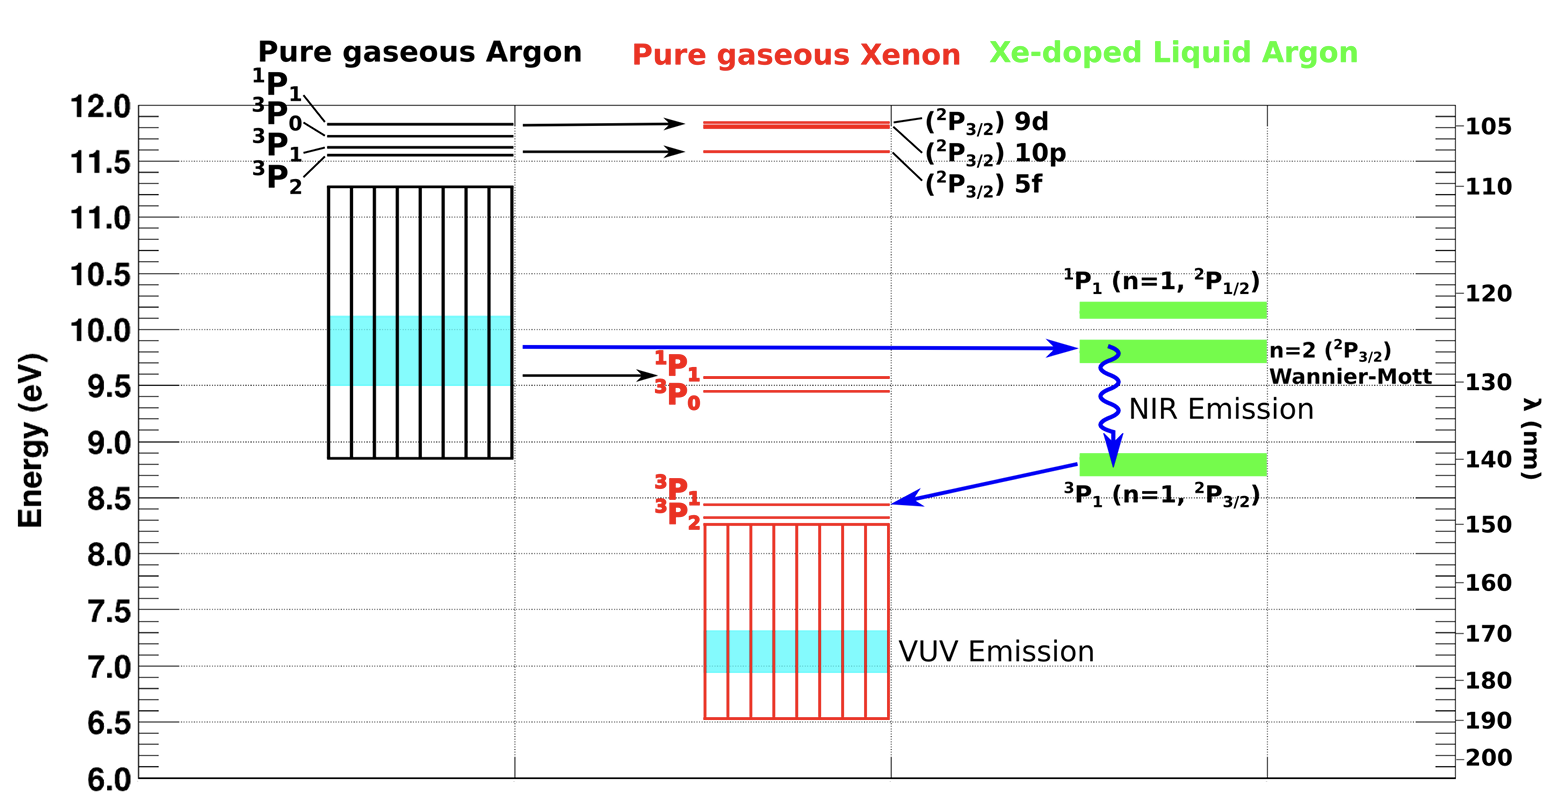 Pure gaseous Argon
Pure gaseous Xenon
Xe-doped Liquid Argon
¹P₁
³P₀
³P₁
³P₂
(²P₃/₂) 9d
(²P₃/₂) 10p
(²P₃/₂) 5f
¹P₁ (n=1, ²P₁/₂)
n=2 (²P₃/₂)
Wannier-Mott
¹P₁
³P₀
NIR Emission
³P₁
³P₂
³P₁ (n=1, ²P₃/₂)
VUV Emission
Energy (eV)
12.0
11.5
11.0
10.5
10.0
9.5
9.0
8.5
8.0
7.5
7.0
6.5
6.0
λ (nm)
105
110
120
130
140
150
160
170
180
190
200